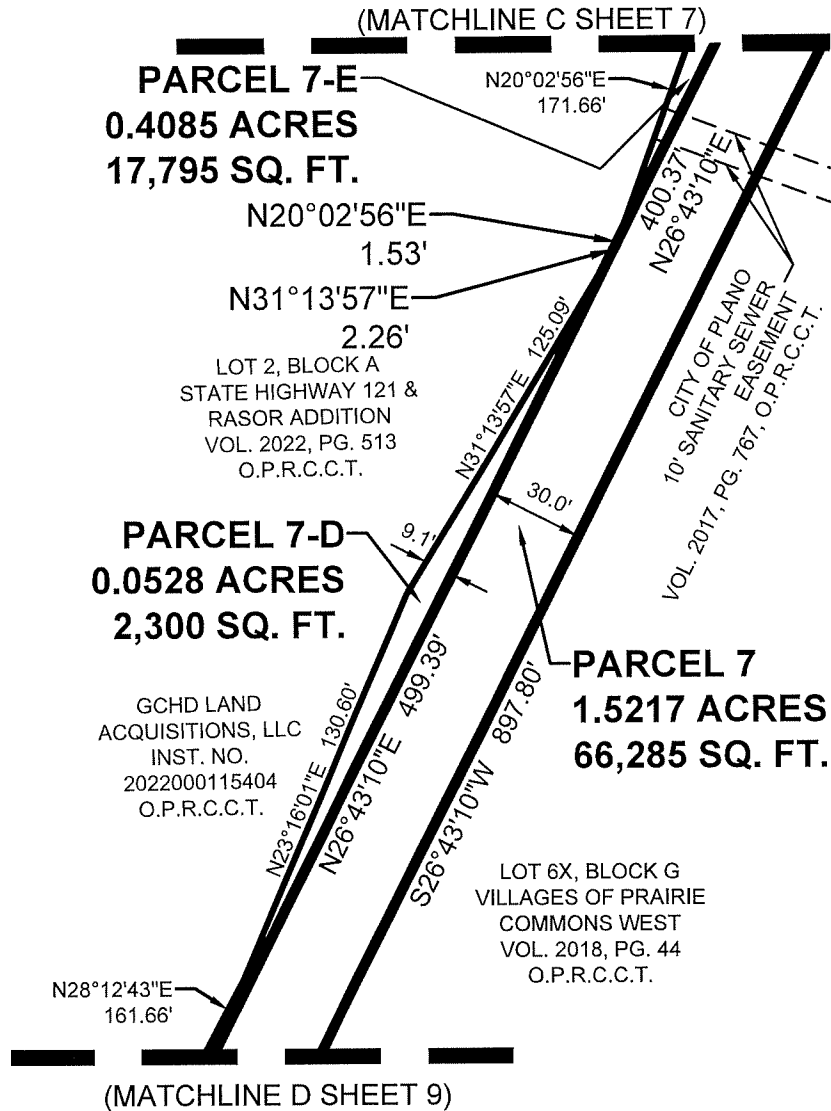 (MATCHLINE C SHEET 7)
PARCEL 7-E
0.4085 ACRES
17,795 SQ. FT.
N20°02'56"E
171.66'
400.37'
N26°43'10"E
N20°02'56"E
1.53'
N31°13'57"E
2.26'
CITY OF PLANO
10' SANITARY SEWER
EASEMENT
VOL. 2017, PG. 767, O.P.R.C.C.T.
LOT 2, BLOCK A
STATE HIGHWAY 121 &
RASOR ADDITION
VOL. 2022, PG. 513
O.P.R.C.C.T.
N31°13'57"E 125.09'
30.0'
9.1'
PARCEL 7-D
0.0528 ACRES
2,300 SQ. FT.
PARCEL 7
1.5217 ACRES
66,285 SQ. FT.
GCHD LAND
ACQUISITIONS, LLC
INST. NO.
2022000115404
O.P.R.C.C.T.
N23°16'01"E 130.60'
N26°43'10"E 499.39'
S26°43'10"W 897.80'
LOT 6X, BLOCK G
VILLAGES OF PRAIRIE
COMMONS WEST
VOL. 2018, PG. 44
O.P.R.C.C.T.
N28°12'43"E
161.66'
(MATCHLINE D SHEET 9)